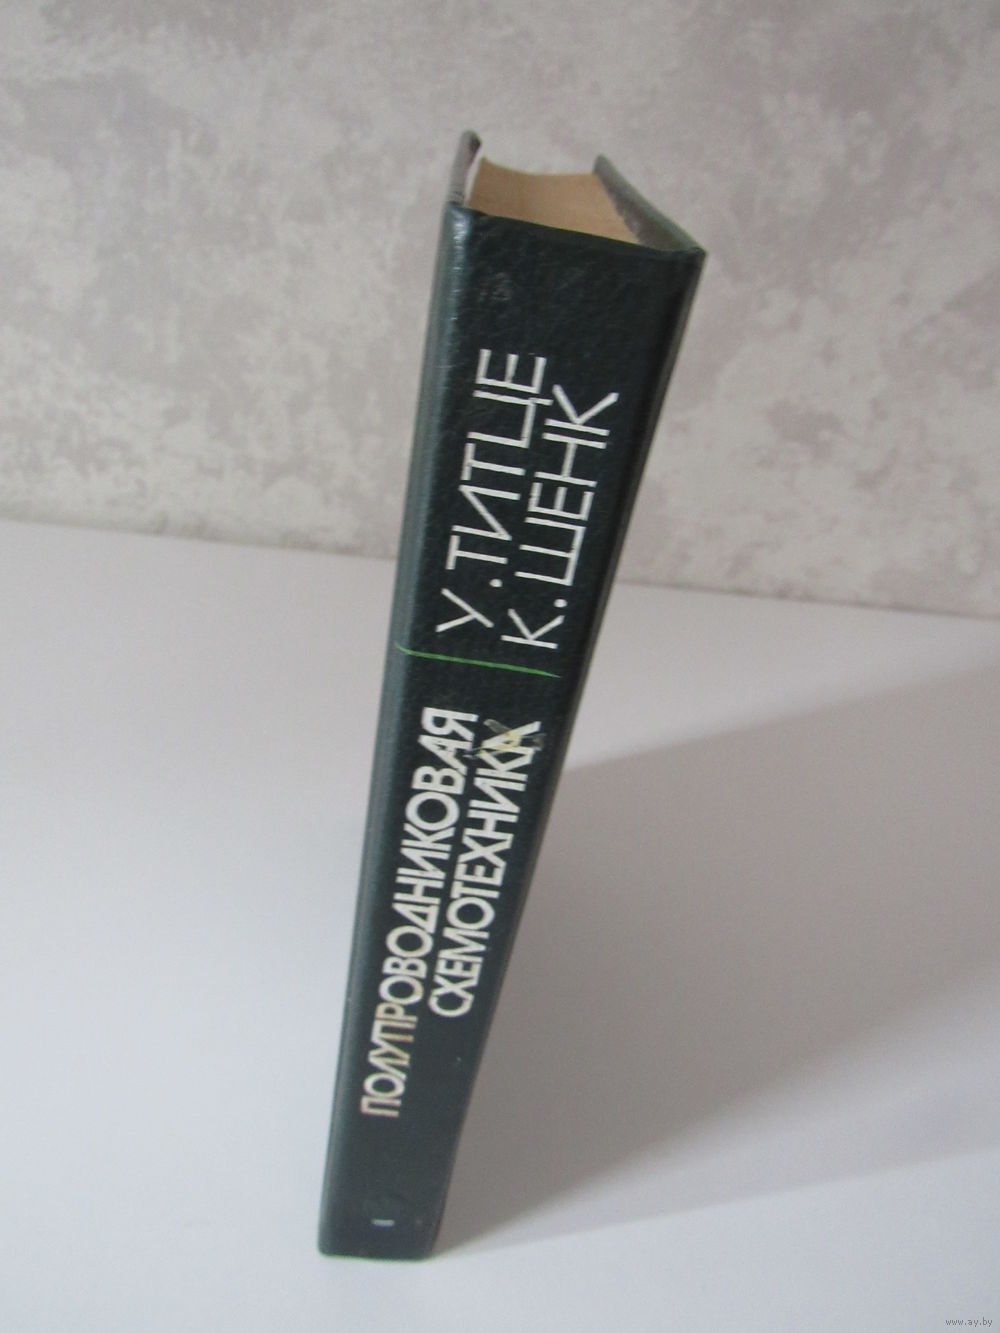 У. ТИТЦЕ
К. ШЕНК
ПОЛУПРОВОДНИКОВАЯ
СХЕМОТЕХНИКА
www.ay.by